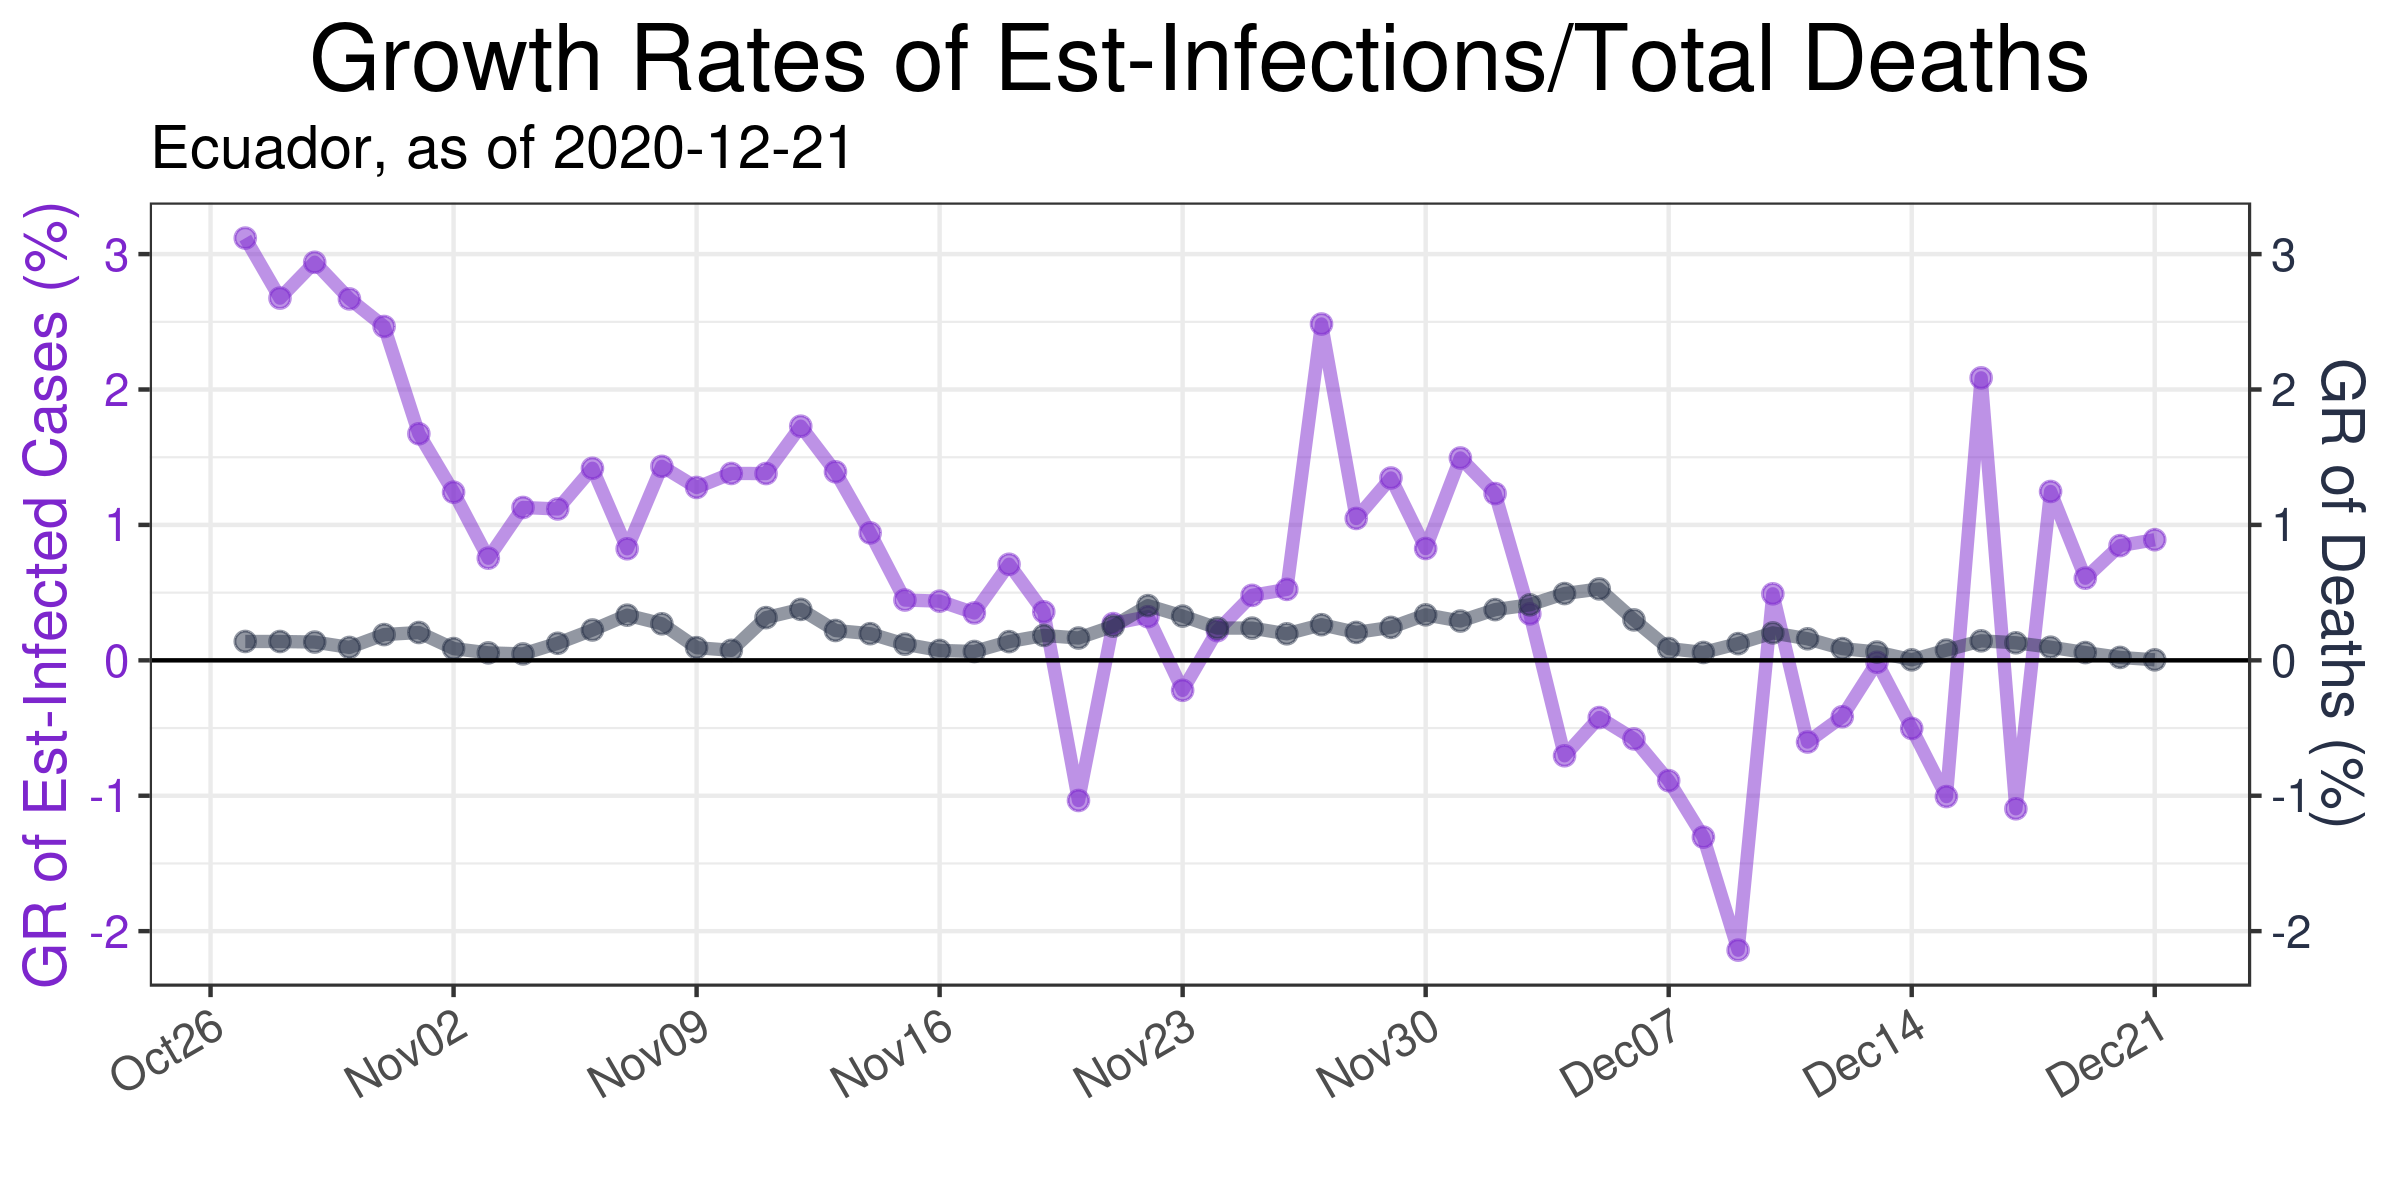 Growth Rates of Est-Infections/Total Deaths
Ecuador, as of 2020-12-21
GR of Est-Infected Cases (%)
3
2
1
0
-1
-2
3
2
1
0
-1
-2
GR of Deaths (%)
Oct26
Nov02
Nov09
Nov16
Nov23
Nov30
Dec07
Dec14
Dec21